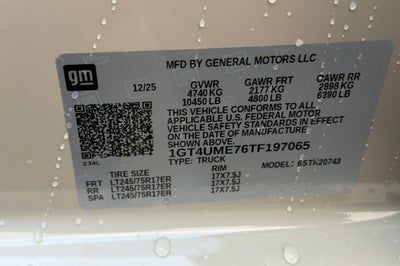 gm
MFD BY GENERAL MOTORS LLC
12/25 GVWR GAWR FRT GAWR RR
4740 KG 2177 KG 2898 KG
10450 LB 4800 LB 6390 LB
THIS VEHICLE CONFORMS TO ALL
APPLICABLE U.S. FEDERAL MOTOR
VEHICLE SAFETY STANDARDS IN EFFECT
ON THE DATE OF MANUFACTURE
SHOWN ABOVE.
1GT4UME76TF197065
234L TYPE: TRUCK MODEL: 65TK20743
TIRE SIZE RIM
FRT LT245/75R17ER 17X7.5J
RR LT245/75R17ER 17X7.5J
SPA LT245/75R17ER 17X7.5J